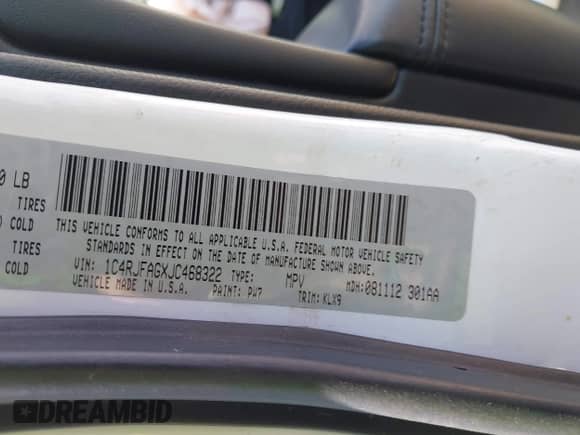 0 LB
TIRES
COLD
TIRES
COLD
THIS VEHICLE CONFORMS TO ALL APPLICABLE U.S.A. FEDERAL MOTOR VEHICLE SAFETY
STANDARDS IN EFFECT ON THE DATE OF MANUFACTURE SHOWN ABOVE.
VIN: 1C4RJFAGXJC468322 TYPE: MPV MDH:081112 301AA
VEHICLE MADE IN U.S.A. PAINT: PW7 TRIM: KLX9
DREAMBID